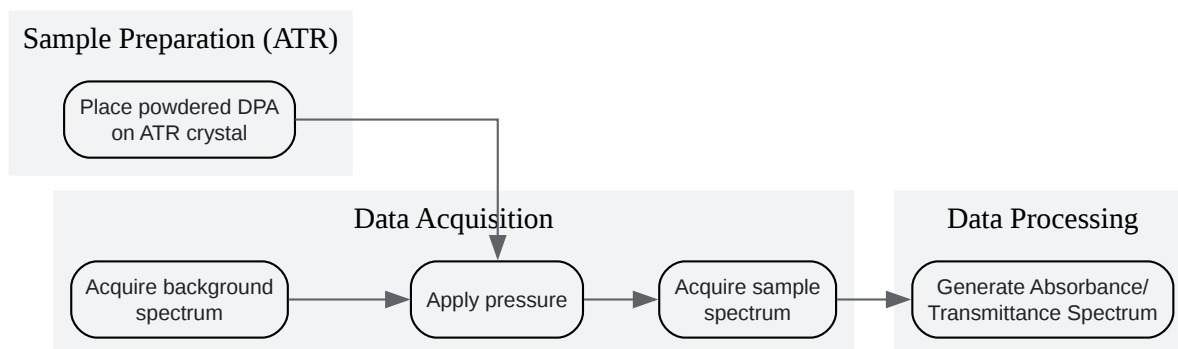 Sample Preparation (ATR)
Place powdered DPA
on ATR crystal
Data Acquisition
Acquire background
spectrum
Apply pressure
Acquire sample
spectrum
Data Processing
Generate Absorbance/
Transmittance Spectrum